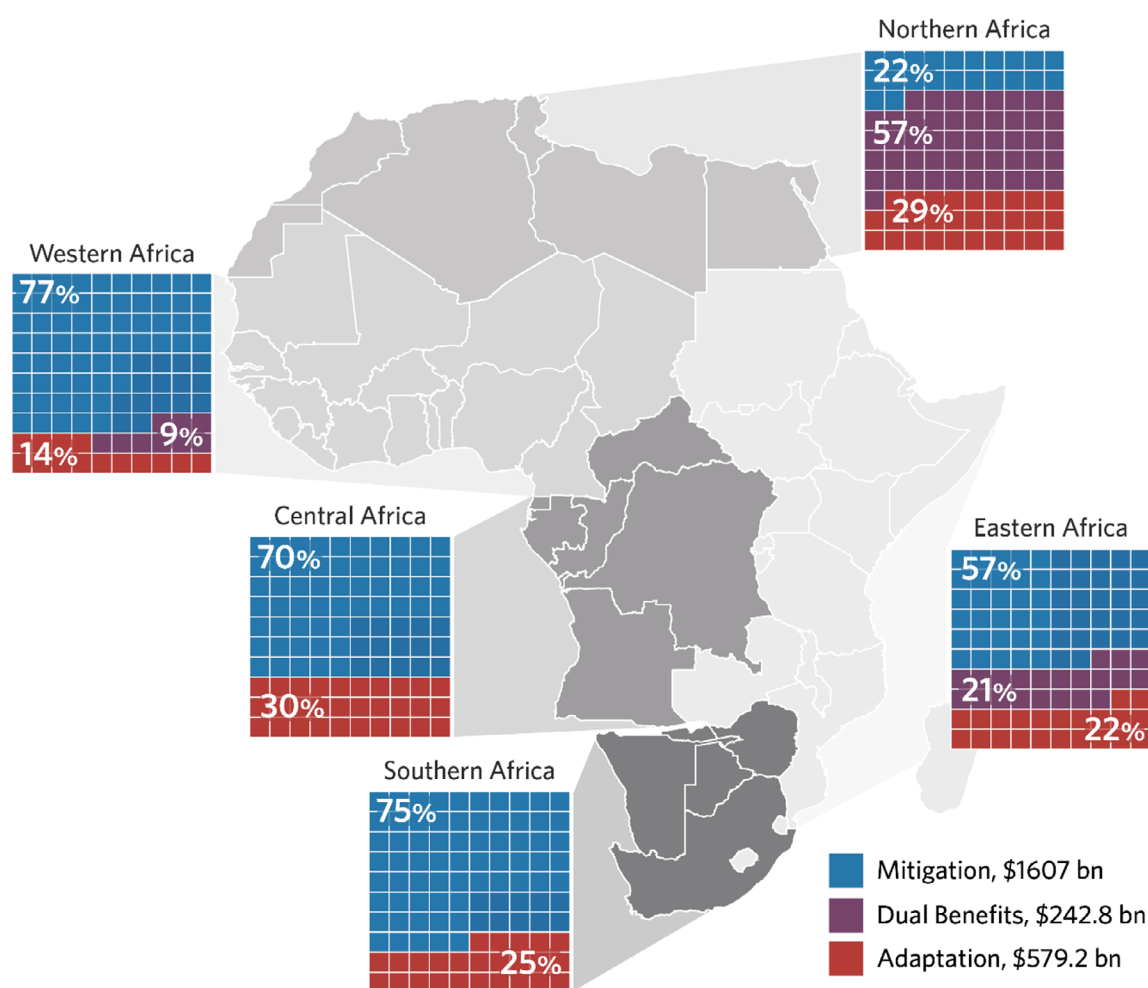 Northern Africa
22%
57%
29%
Western Africa
77%
9%
14%
Central Africa
70%
30%
Eastern Africa
57%
21%
22%
Southern Africa
75%
25%
Mitigation, $1607 bn
Dual Benefits, $242.8 bn
Adaptation, $579.2 bn